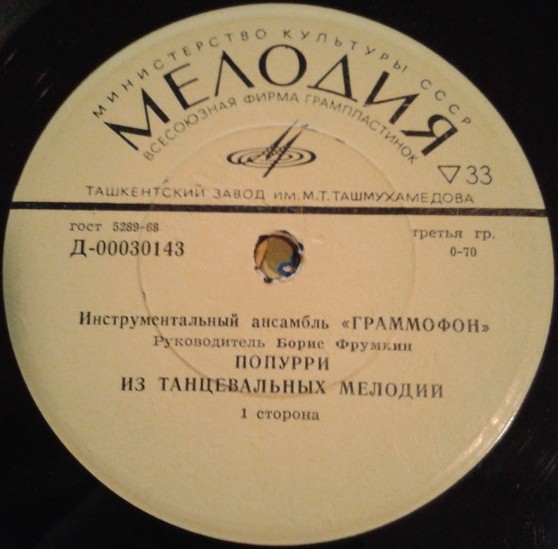 МИНИСТЕРСТВО КУЛЬТУРЫ СССР
МЕЛОДИЯ
ВСЕСОЮЗНАЯ ФИРМА ГРАМПЛАСТИНОК
33
ТАШКЕНТСКИЙ ЗАВОД ИМ. М.Т. ТАШМУХАМЕДОВА
гост 5289-68
третья гр.
Д-00030143
0-70
Инструментальный ансамбль «ГРАММОФОН»
Руководитель Борис Фрумкин
ПОПУРРИ
ИЗ ТАНЦЕВАЛЬНЫХ МЕЛОДИЙ
1 сторона